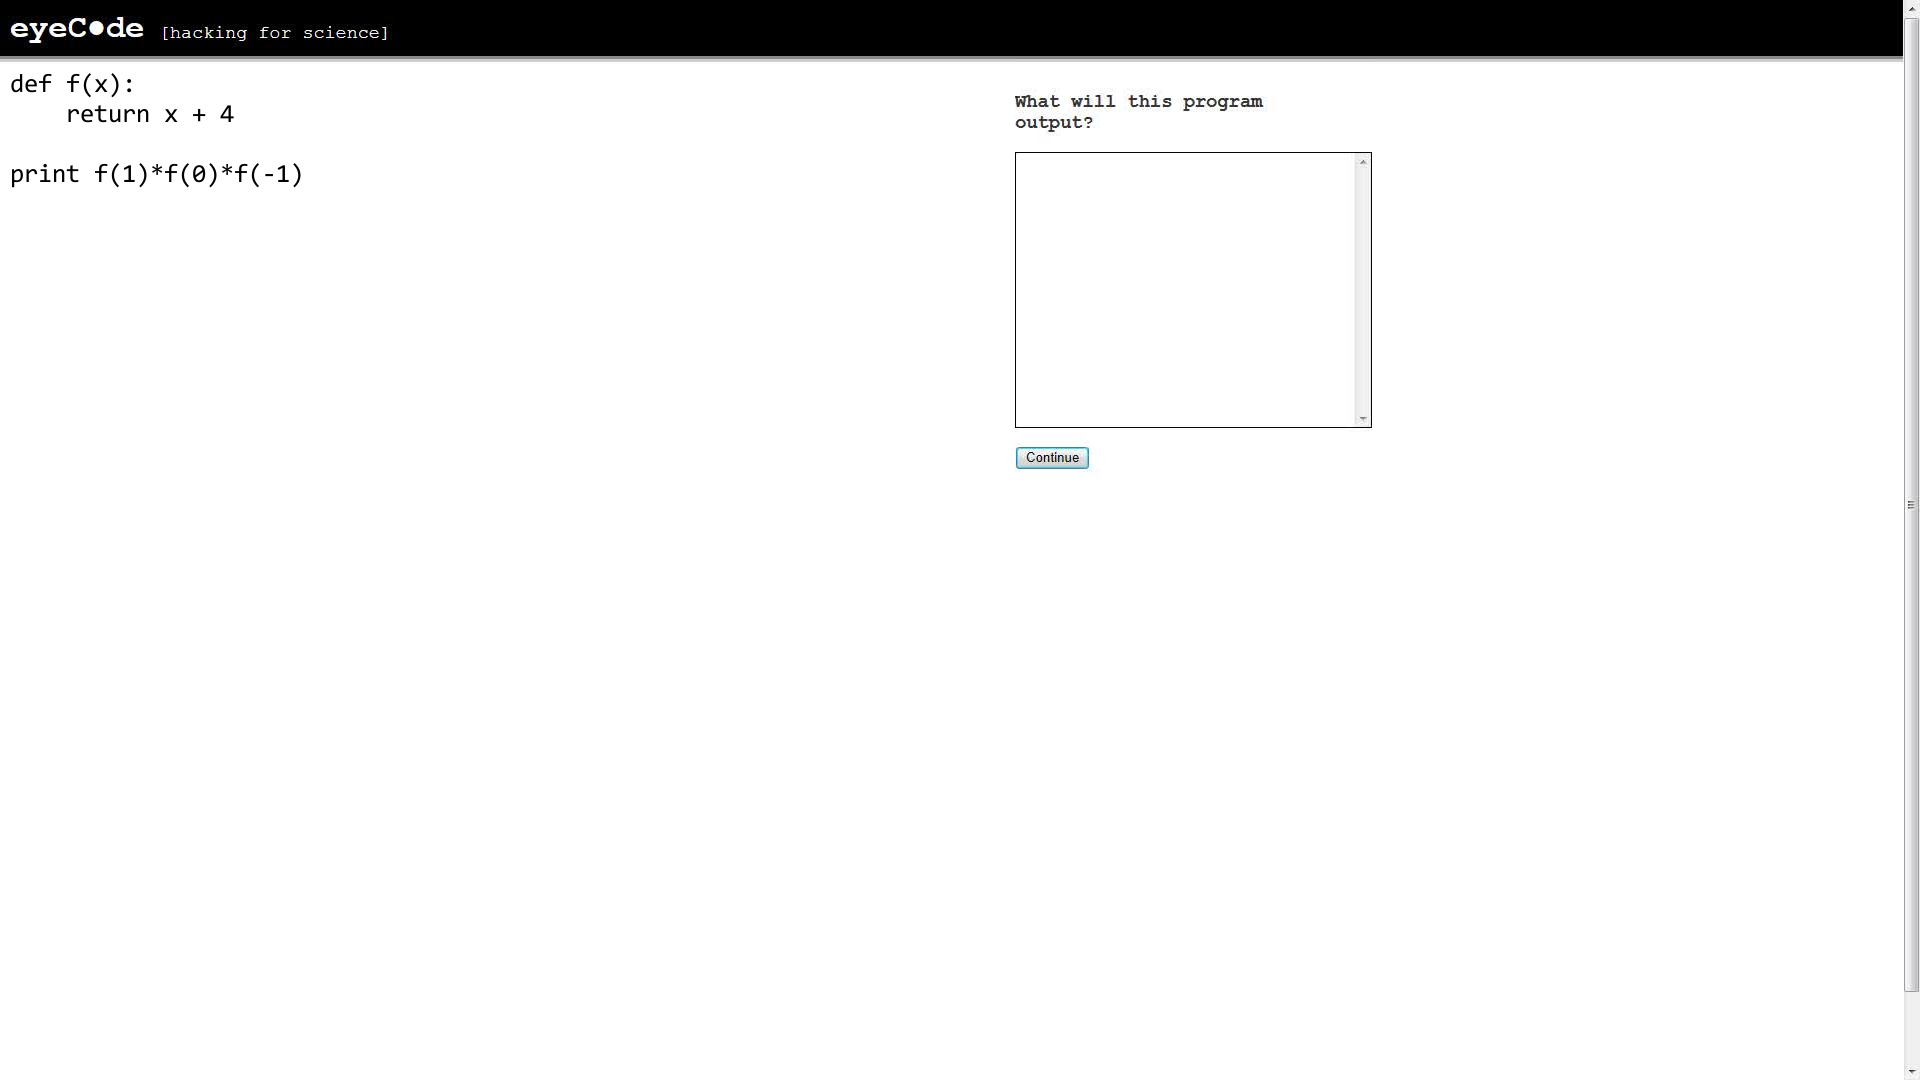 eyeC●de [hacking for science]
def f(x):
    return x + 4
print f(1)*f(0)*f(-1)
What will this program
output?
Continue